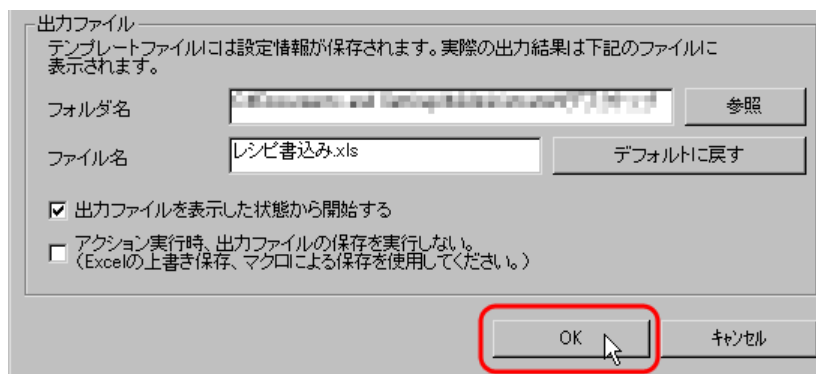 出力ファイル
テンプレートファイルには設定情報が保存されます。実際の出力結果は下記のファイルに
表示されます。
フォルダ名
参照
ファイル名
レシピ書込み.xls
デフォルトに戻す
出力ファイルを表示した状態から開始する
アクション実行時、出力ファイルの保存を実行しない。
(Excelの上書き保存、マクロによる保存を使用してください。)
OK
キャンセル